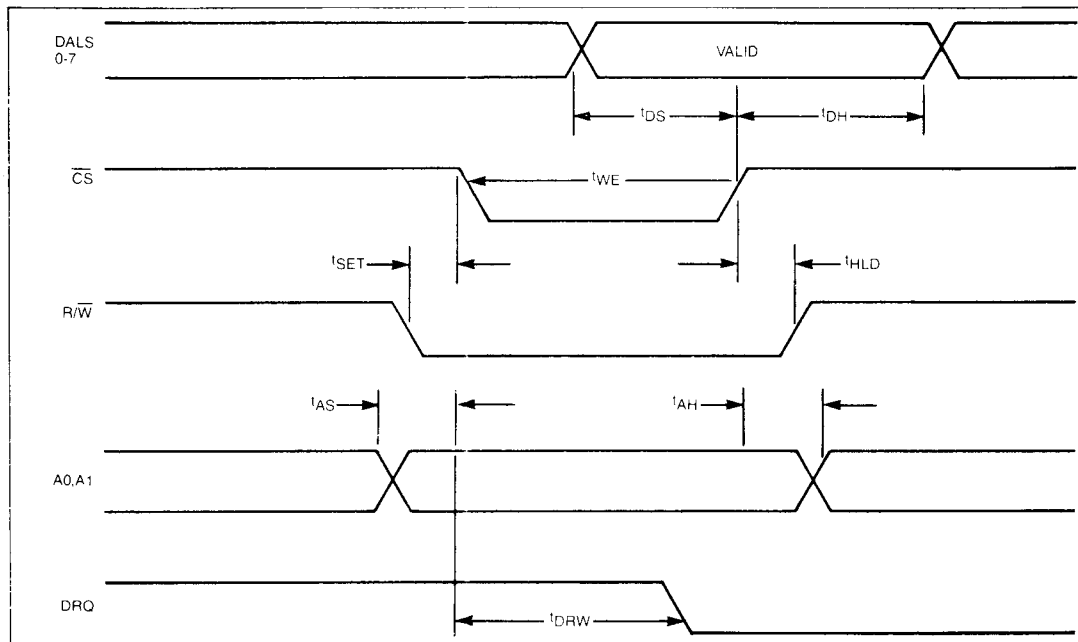 DALS
0-7
VALID
tDS
tDH
CS
tWE
tSET
tHLD
R/W
tAS
tAH
A0,A1
DRQ
tDRW